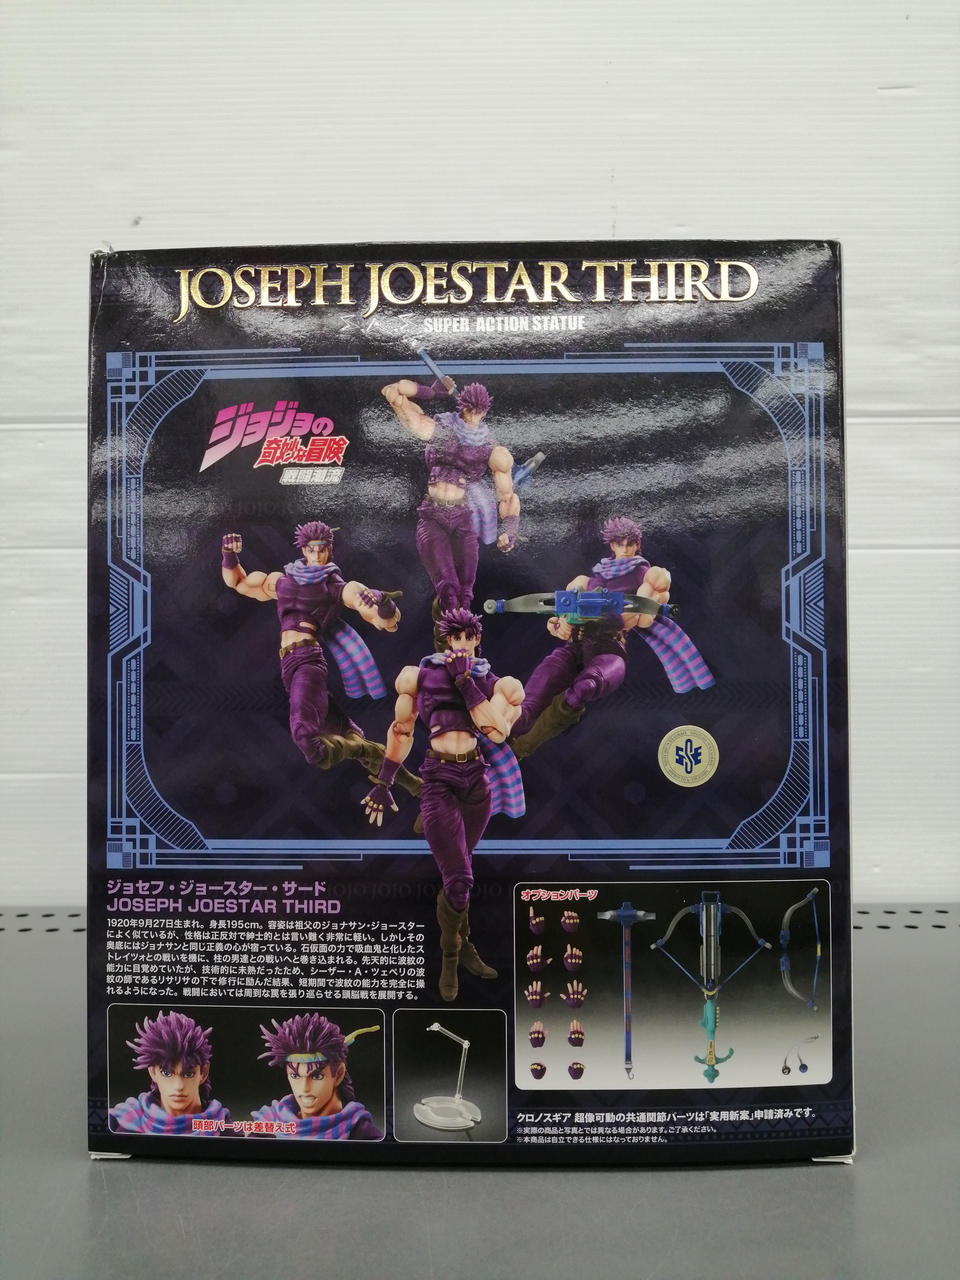 JOSEPH JOESTAR THIRD
SUPER ACTION STATUE
ジョジョの
奇妙な冒険
戦闘潮流
SSE
ジョセフ・ジョースター・サード
JOSEPH JOESTAR THIRD
1920年9月27日生まれ。身長195cm。容姿は祖父のジョナサン・ジョースター
によく似ているが、性格は正反対で紳士的とは言い難く非常に軽い。しかしその
奥底にはジョナサンと同じ正義の心が宿っている。石仮面の力で吸血鬼と化したス
トレイツォとの戦いを機に、柱の男達との戦いへと巻き込まれる。先天的に波紋の
能力に目覚めていたが、技術的に未熟だったため、シーザー・A・ツェペリの波
紋の師であるリサリサの下で修行に励んだ結果、短期間で波紋の能力を完全に操
れるようになった。戦闘においては周到な罠を張り巡らせる頭脳戦を展開する。
頭部パーツは差替え式
オプションパーツ
クロノスギア 超像可動の共通関節パーツは「実用新案」申請済みです。
※実際の商品と写真とでは異なる場合があります。ご了承ください。
※本商品は自立できる仕様にはなっておりません。